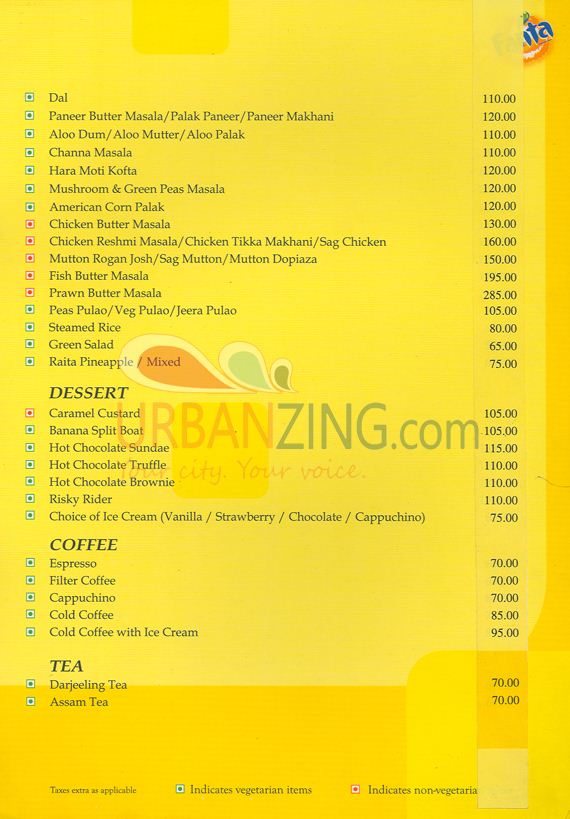 Fanta
Dal 110.00
Paneer Butter Masala/Palak Paneer/Paneer Makhani 120.00
Aloo Dum/Aloo Mutter/Aloo Palak 110.00
Channa Masala 110.00
Hara Moti Kofta 120.00
Mushroom & Green Peas Masala 120.00
American Corn Palak 120.00
Chicken Butter Masala 130.00
Chicken Reshmi Masala/Chicken Tikka Makhani/Sag Chicken 160.00
Mutton Rogan Josh/Sag Mutton/Mutton Dopiaza 150.00
Fish Butter Masala 195.00
Prawn Butter Masala 285.00
Peas Pulao/Veg Pulao/Jeera Pulao 105.00
Steamed Rice 80.00
Green Salad 65.00
Raita Pineapple / Mixed 75.00
DESSERT
Caramel Custard 105.00
URBANZING.com
Banana Split Boat 105.00
Hot Chocolate Sundae 115.00
Hot Chocolate Truffle 110.00
Your city. Your voice.
Hot Chocolate Brownie 110.00
Risky Rider 110.00
Choice of Ice Cream (Vanilla / Strawberry / Chocolate / Cappuchino) 75.00
COFFEE
Espresso 70.00
Filter Coffee 70.00
Cappuchino 70.00
Cold Coffee 85.00
Cold Coffee with Ice Cream 95.00
TEA
Darjeeling Tea 70.00
Assam Tea 70.00
Taxes extra as applicable Indicates vegetarian items Indicates non-vegetaria